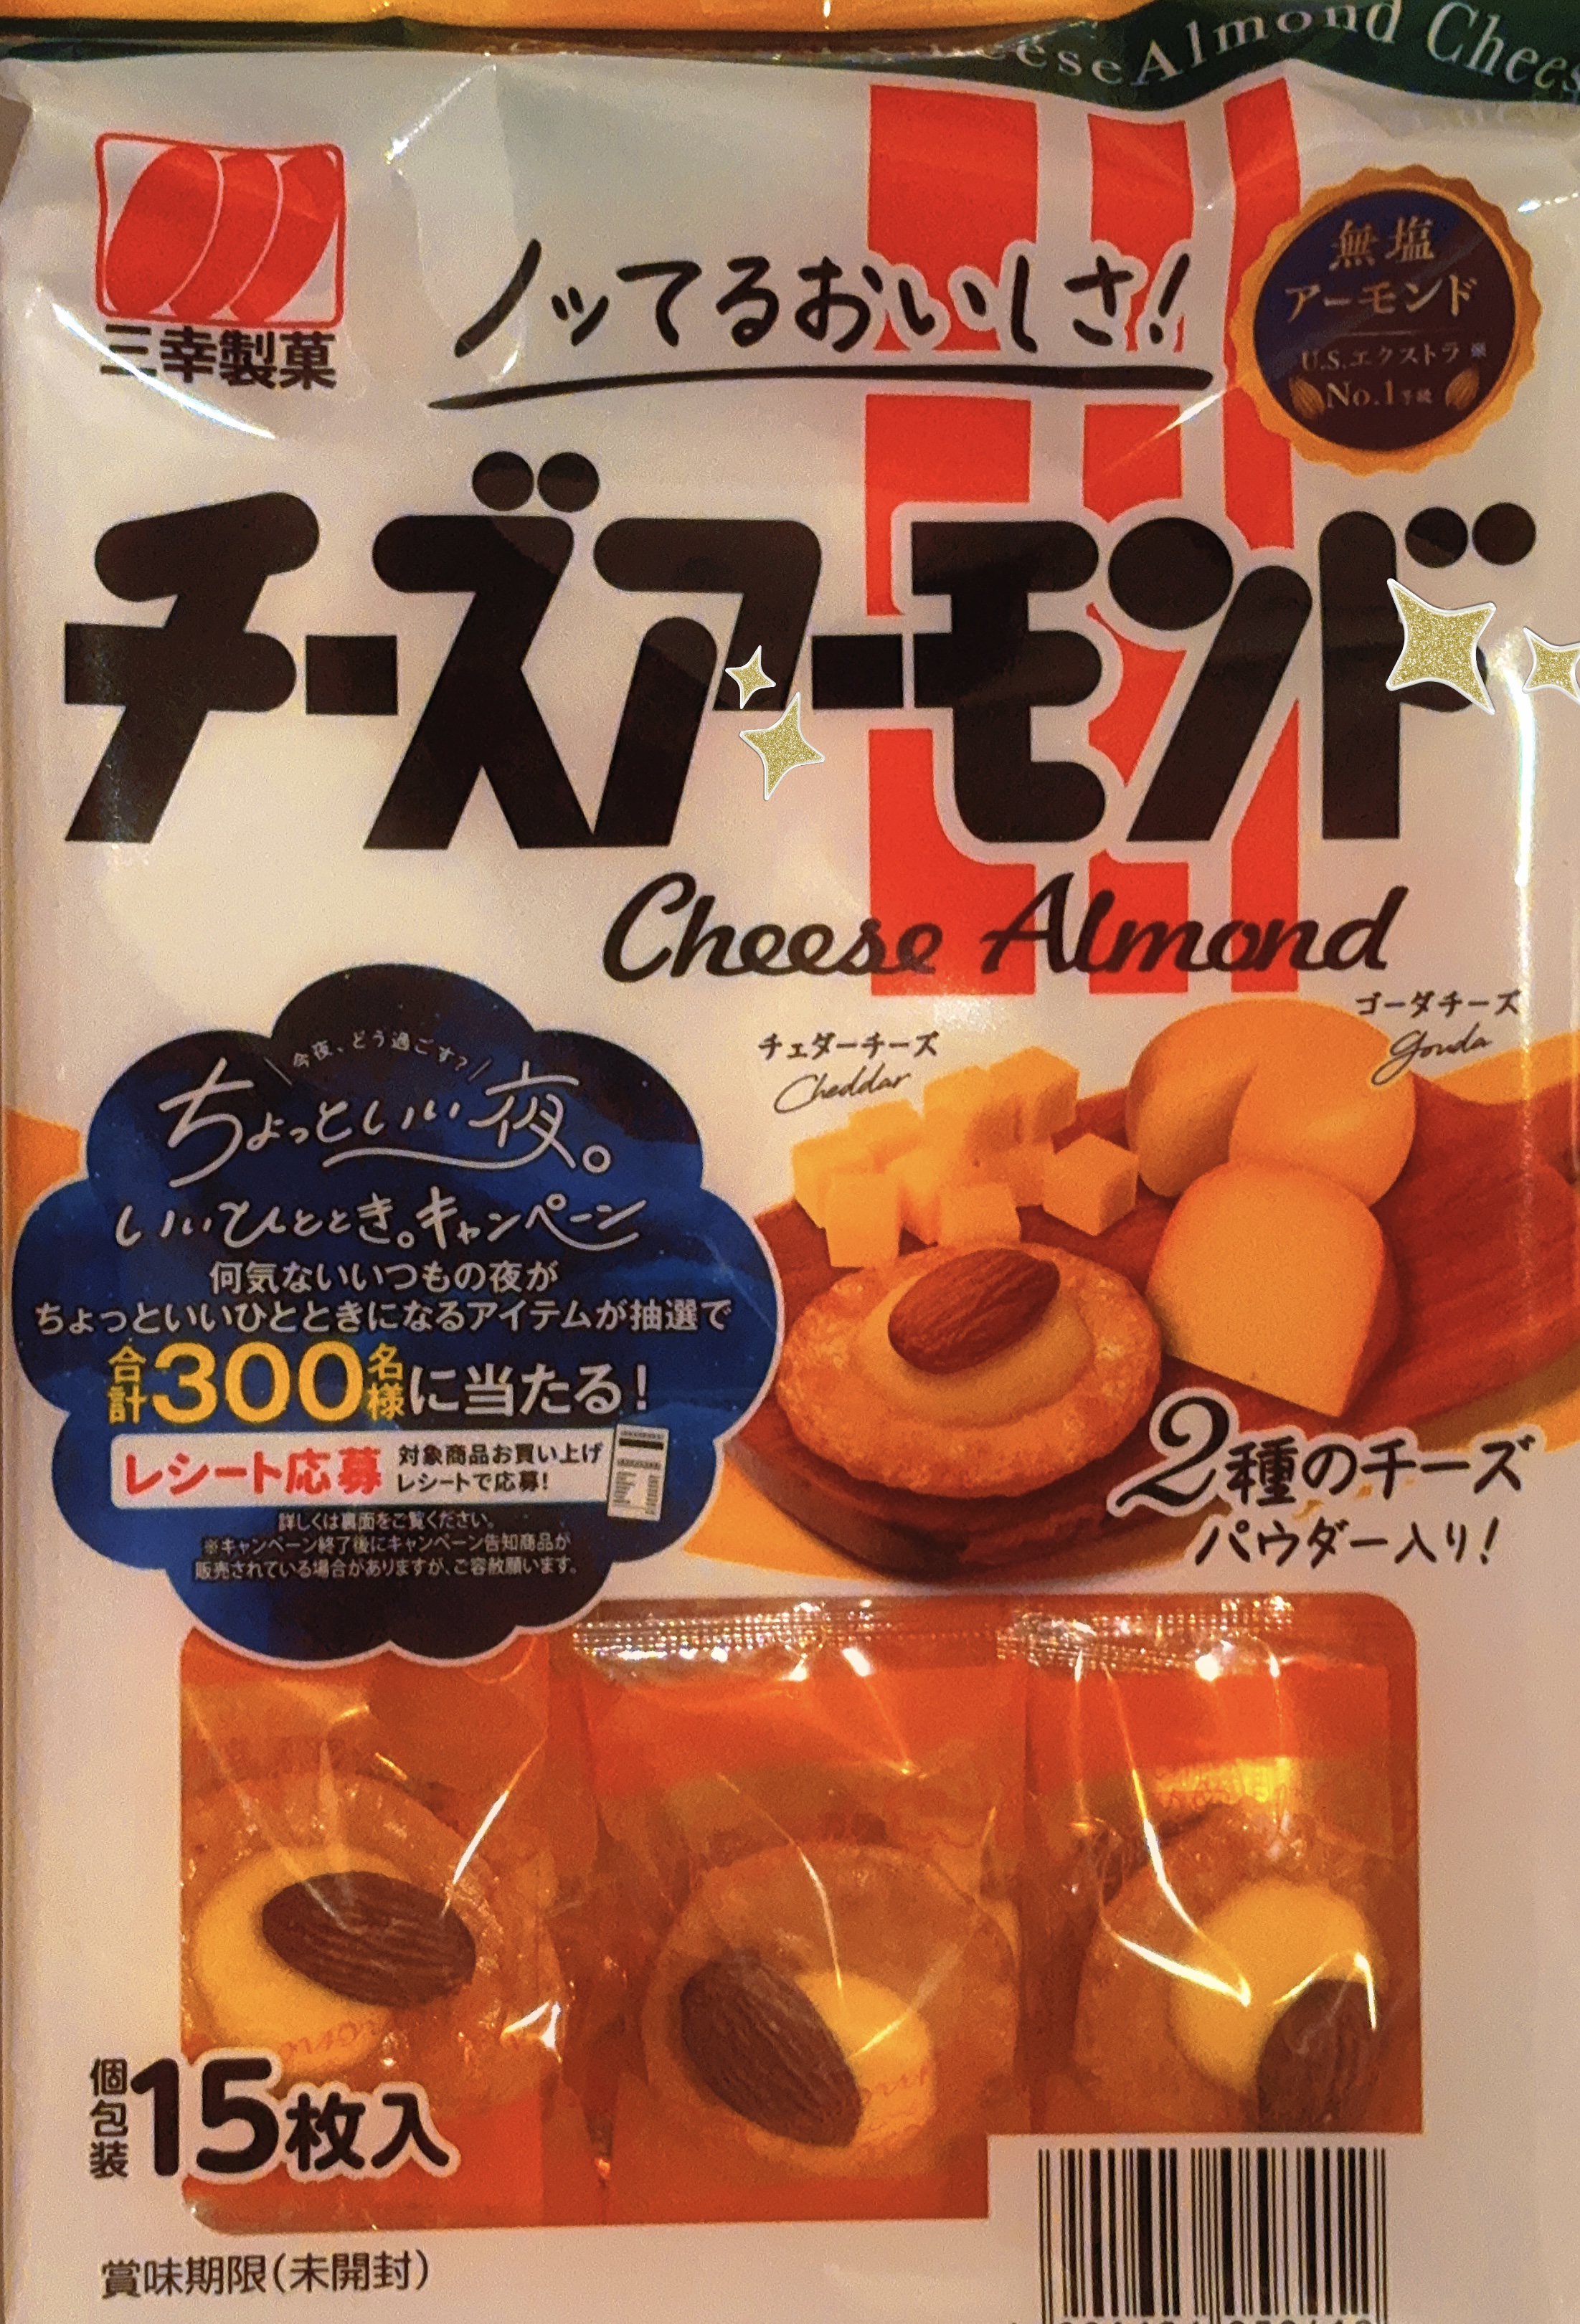 Cheese Almond Chees
三幸製菓
ノッてるおいしさ!
無塩
アーモンド
U.S.エクストラ※
No.1等級
チーズアーモンド
Cheese Almond
チェダーチーズ
Cheddar
ゴーダチーズ
Gouda
今夜、どう過ごす?
ちょっといい夜。
いいひととき。キャンペーン
何気ないいつもの夜が
ちょっといいひとときになるアイテムが抽選で
合計300名様に当たる!
レシート応募 対象商品お買い上げ
レシートで応募!
詳しくは裏面をご覧ください。
※キャンペーン終了後にキャンペーン告知商品が
販売されている場合がありますが、ご容赦願います。
2種のチーズ
パウダー入り!
個包装15枚入
賞味期限(未開封)